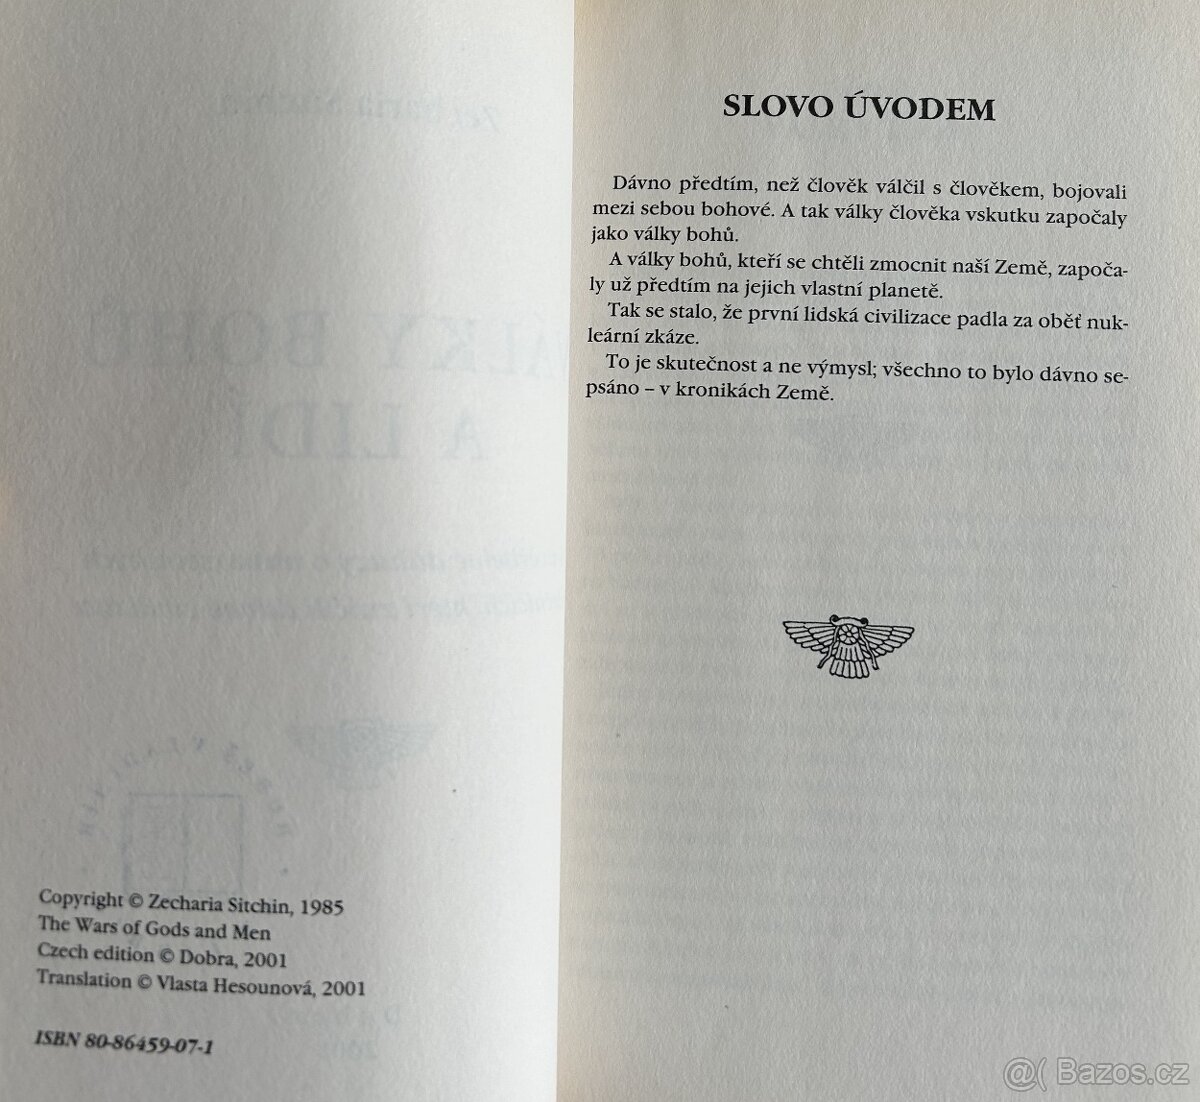 Copyright © Zecharia Sitchin, 1985
The Wars of Gods and Men
Czech edition © Dobra, 2001
Translation © Vlasta Hesounová, 2001
ISBN 80-86459-07-1
SLOVO ÚVODEM
Dávno předtím, než člověk válčil s člověkem, bojovali
mezi sebou bohové. A tak války člověka vskutku započaly
jako války bohů.
A války bohů, kteří se chtěli zmocnit naší Země, započa-
ly už předtím na jejich vlastní planetě.
Tak se stalo, že první lidská civilizace padla za oběť nuk-
leární zkáze.
To je skutečnost a ne výmysl; všechno to bylo dávno se-
psáno – v kronikách Země.
@( Bazos.cz